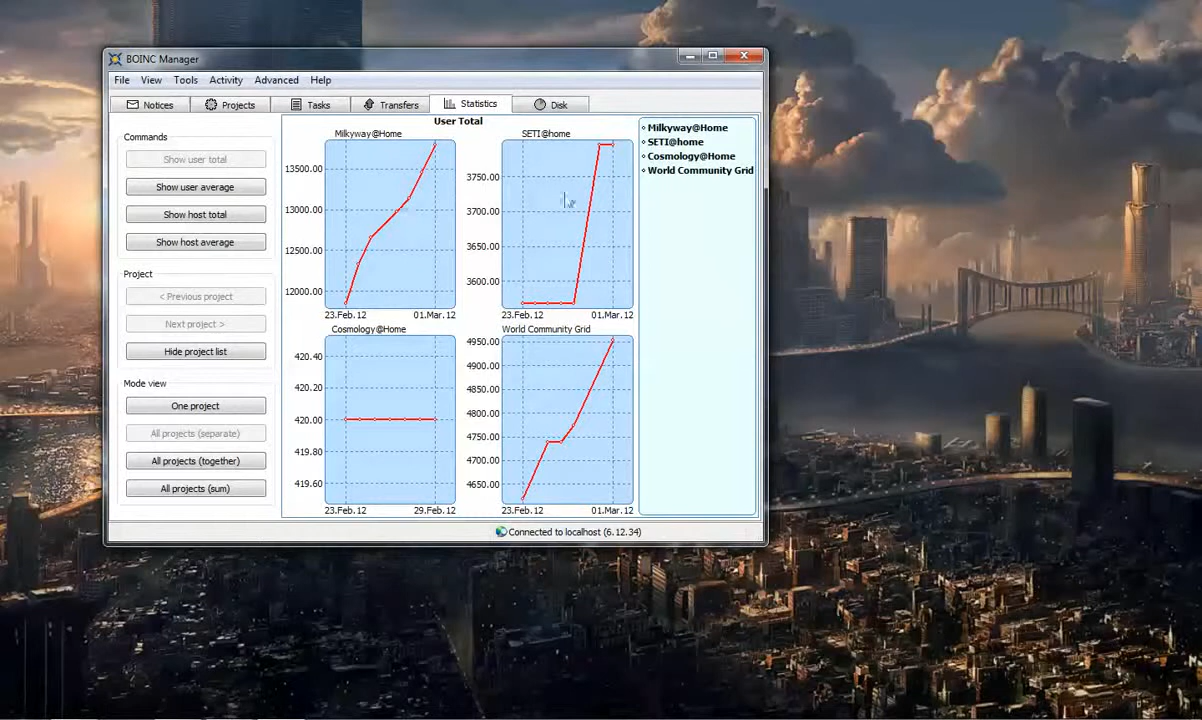 BOINC Manager
File View Tools Activity Advanced Help
Notices Projects Tasks Transfers Statistics Disk
Commands
Show user total
Show user average
Show host total
Show host average
Project
< Previous project
Next project >
Hide project list
Mode view
One project
All projects (separate)
All projects (together)
All projects (sum)
User Total
Milkyway@Home
13500.00
13000.00
12500.00
12000.00
23.Feb.12 01.Mar.12
SETI@home
3750.00
3700.00
3650.00
3600.00
23.Feb.12 01.Mar.12
Cosmology@Home
420.40
420.20
420.00
419.80
419.60
23.Feb.12 29.Feb.12
World Community Grid
4950.00
4900.00
4850.00
4800.00
4750.00
4700.00
4650.00
23.Feb.12 01.Mar.12
Milkyway@Home
SETI@home
Cosmology@Home
World Community Grid
Connected to localhost (6.12.34)